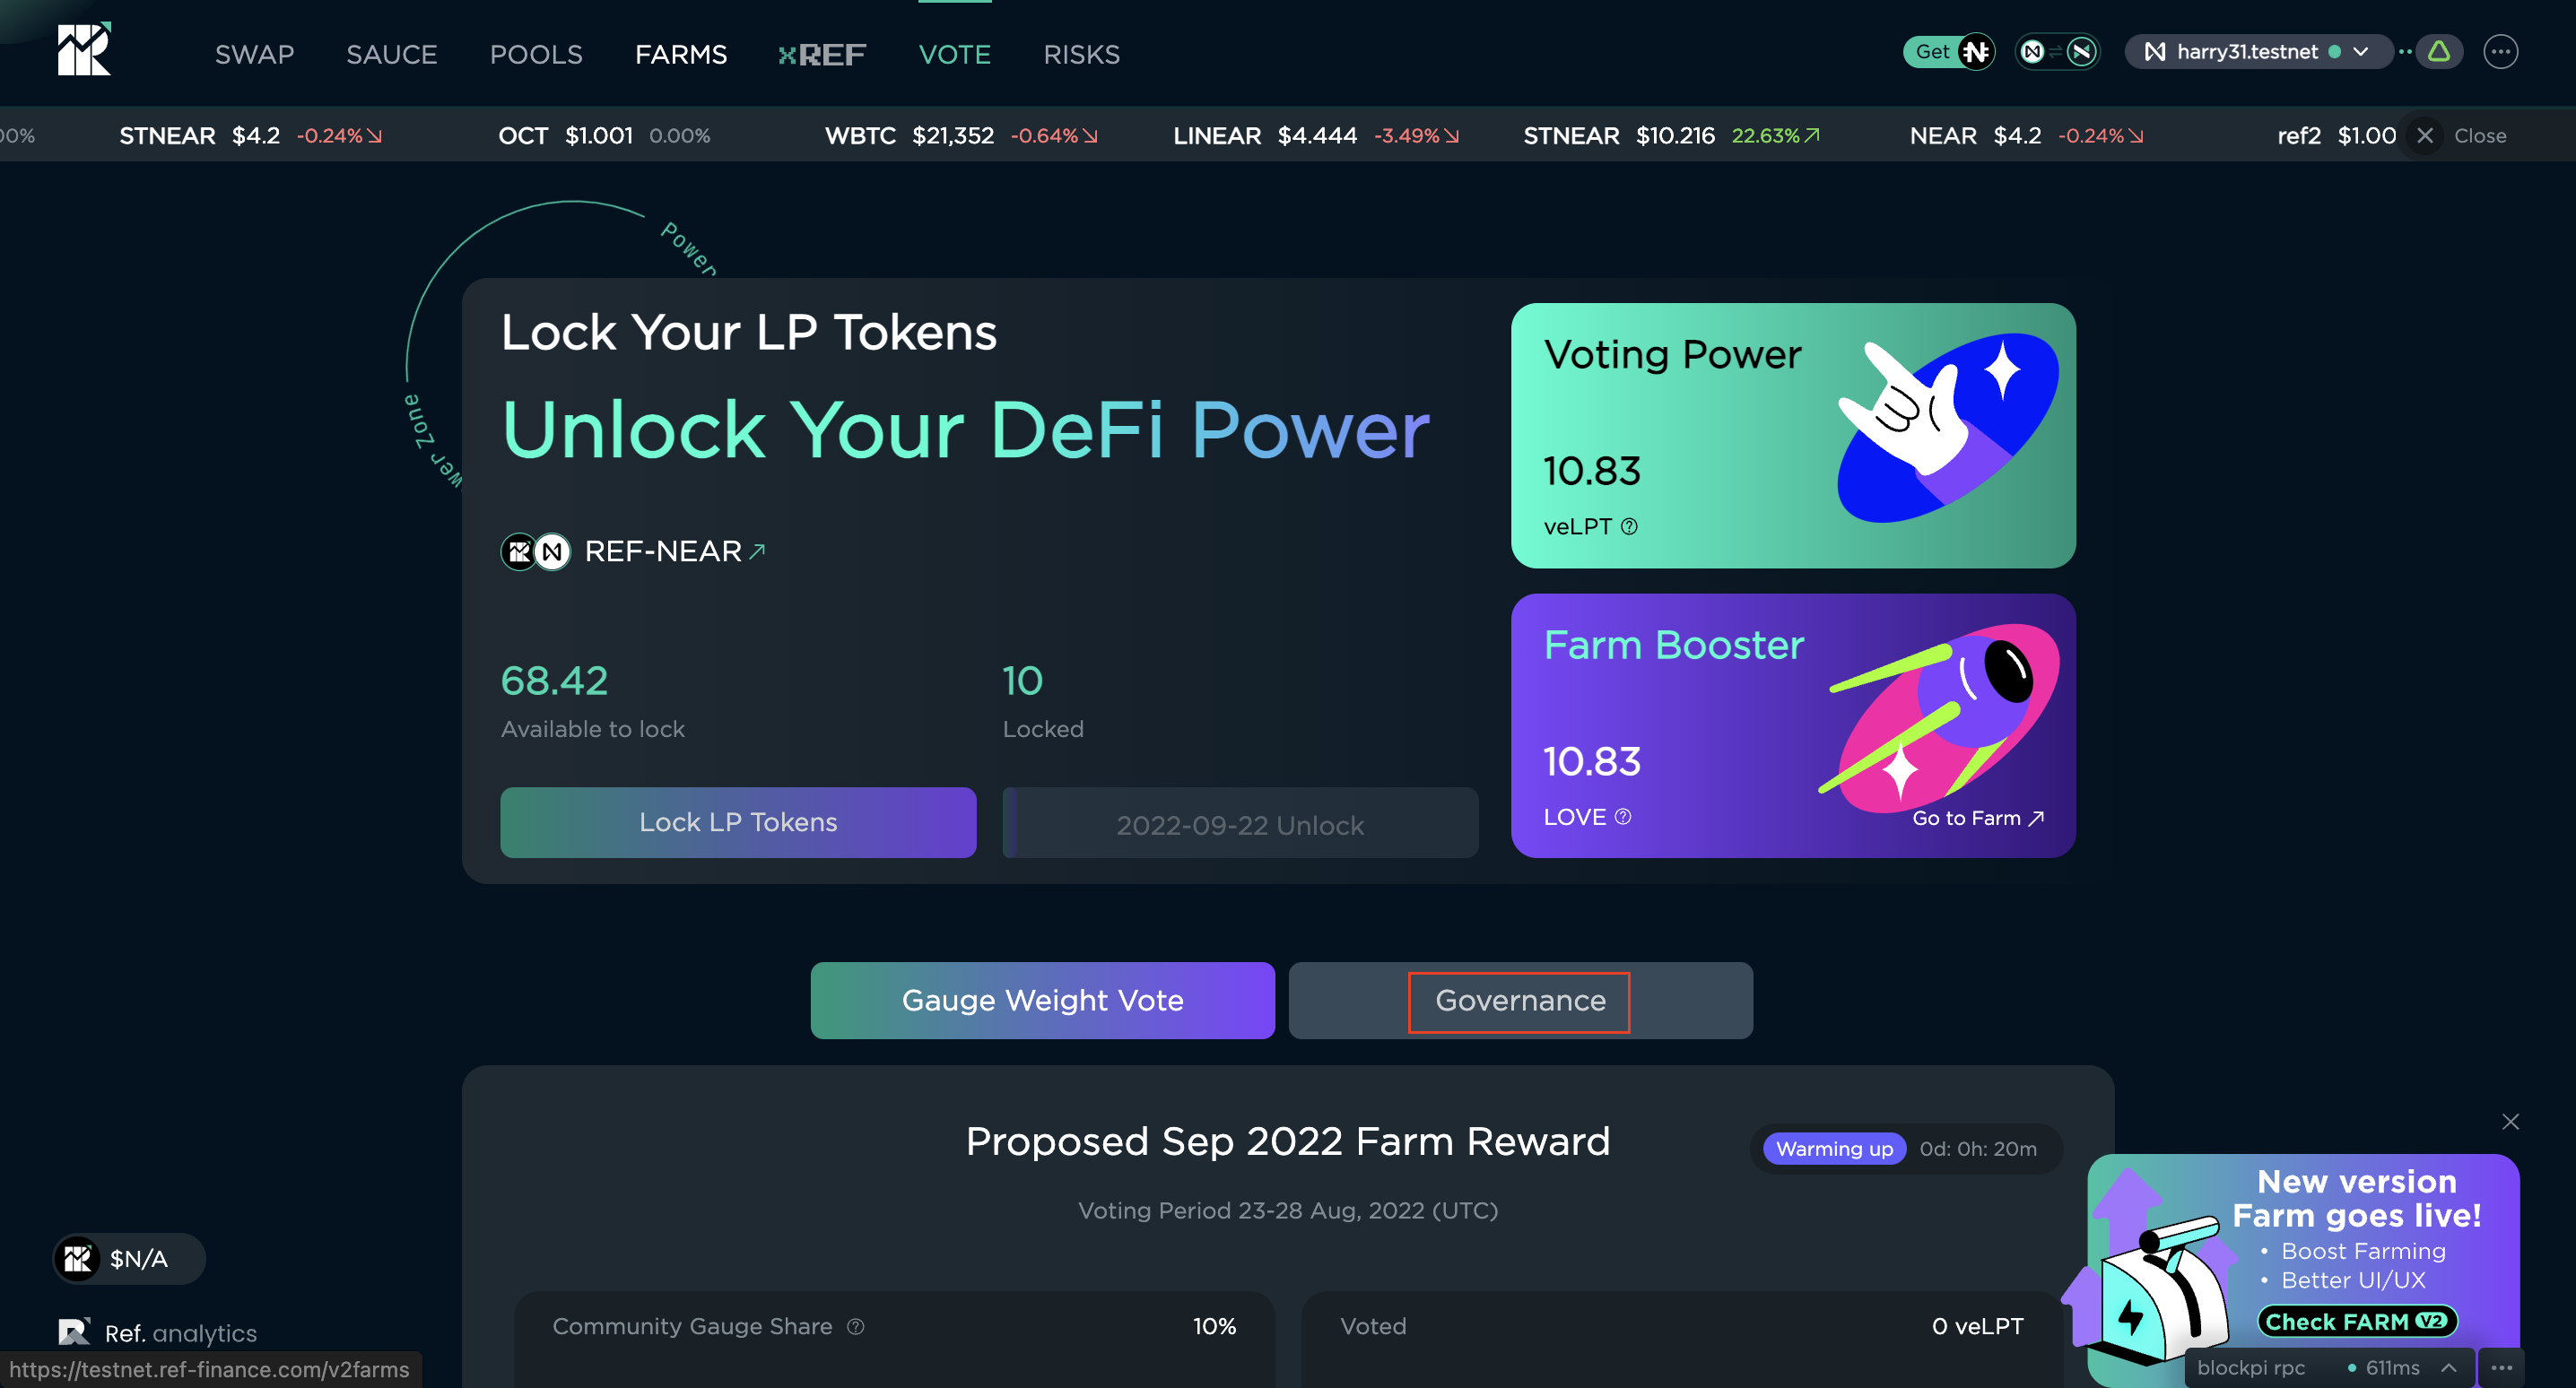 SWAP SAUCE POOLS FARMS xREF VOTE RISKS Get harry31.testnet
00% STNEAR $4.2 -0.24% OCT $1.001 0.00% WBTC $21,352 -0.64% LINEAR $4.444 -3.49% STNEAR $10.216 22.63% NEAR $4.2 -0.24% ref2 $1.00 Close
Power
wer Zone
Lock Your LP Tokens
Unlock Your DeFi Power
REF-NEAR
68.42
Available to lock
10
Locked
Lock LP Tokens
2022-09-22 Unlock
Voting Power
10.83
veLPT
Farm Booster
10.83
LOVE
Go to Farm
Gauge Weight Vote
Governance
Proposed Sep 2022 Farm Reward
Warming up 0d: 0h: 20m
Voting Period 23-28 Aug, 2022 (UTC)
Community Gauge Share 10%
Voted 0 veLPT
$N/A
Ref. analytics
https://testnet.ref-finance.com/v2farms
New version
Farm goes live!
• Boost Farming
• Better UI/UX
Check FARM V2
blockpi rpc 611ms